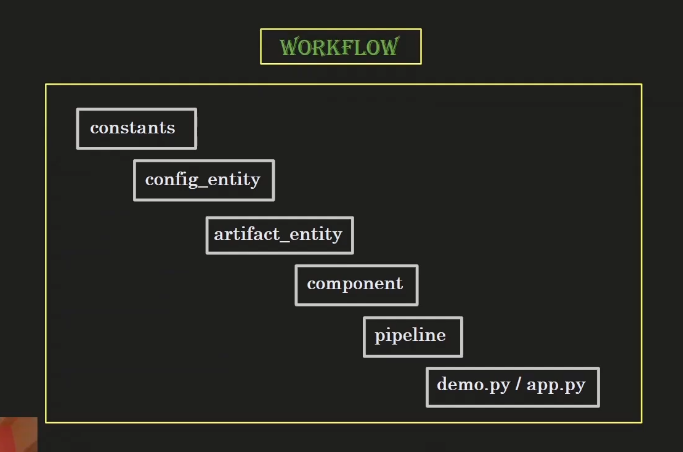 WORKFLOW
constants
config_entity
artifact_entity
component
pipeline
demo.py / app.py